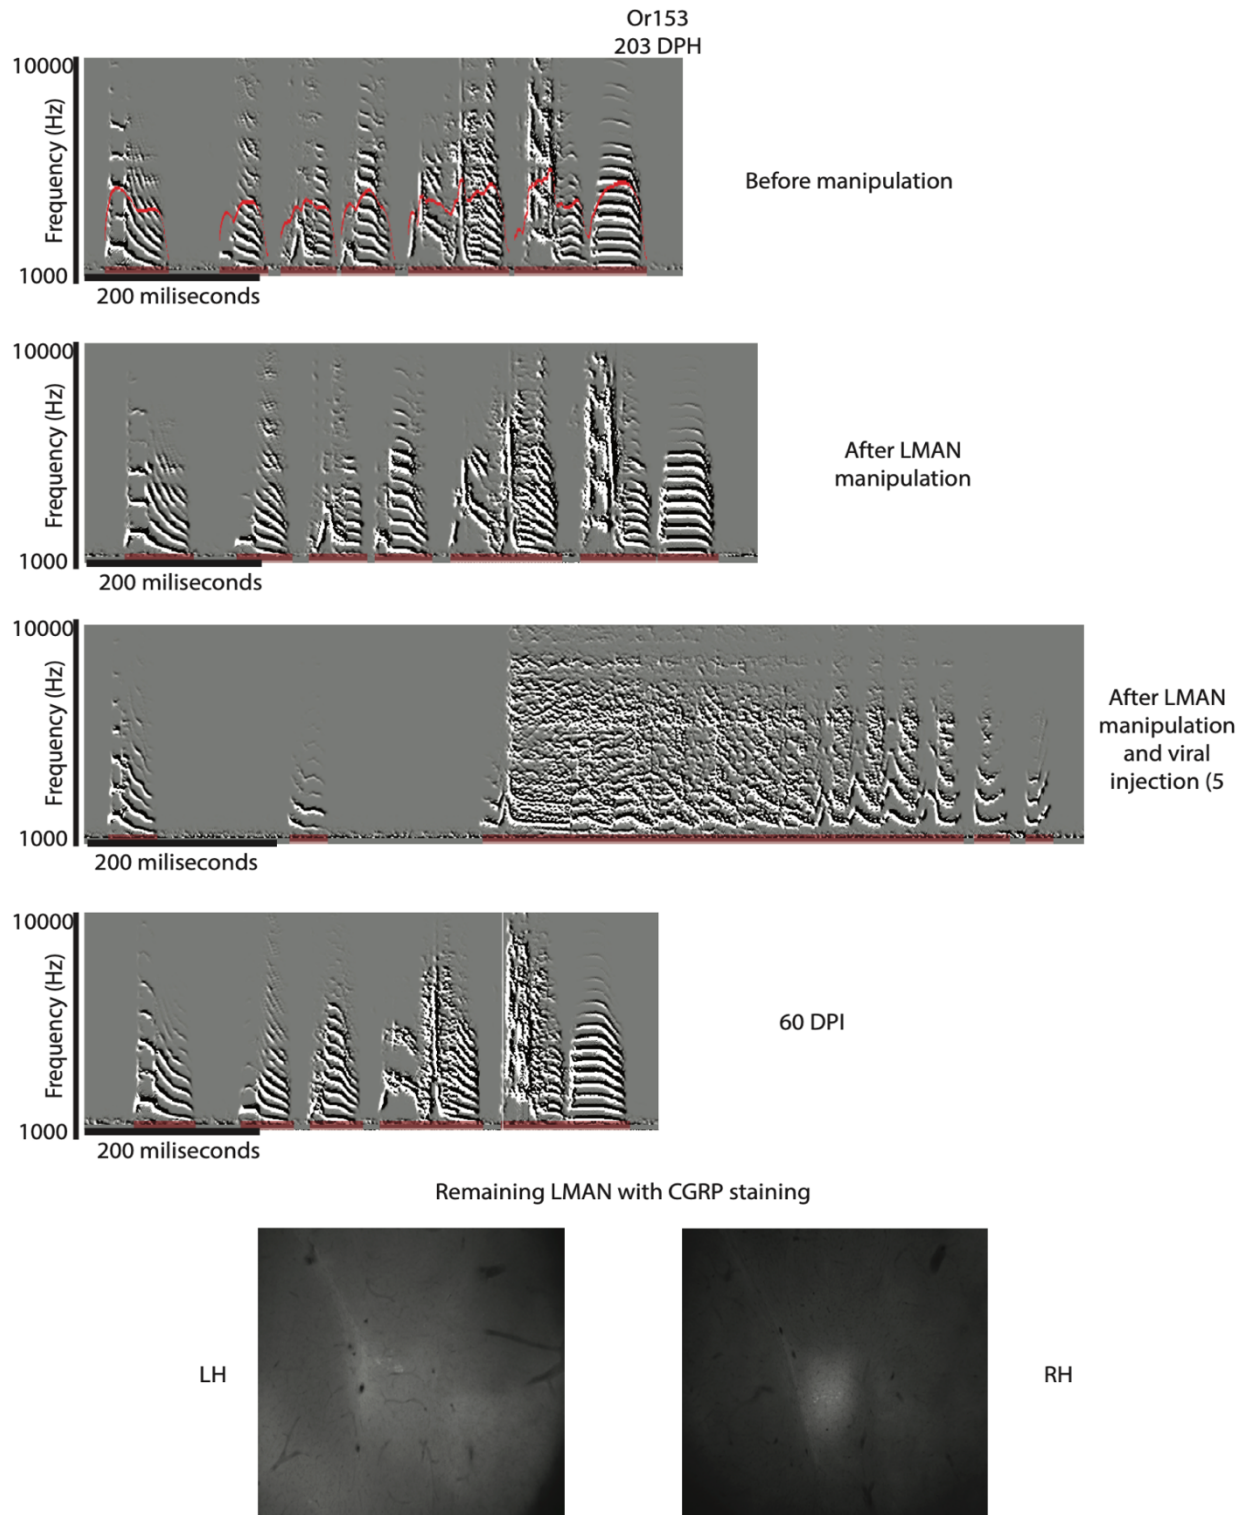 Or153
203 DPH
10000
Frequency (Hz)
1000
200 miliseconds
Before manipulation
10000
Frequency (Hz)
1000
200 miliseconds
After LMAN
manipulation
10000
Frequency (Hz)
1000
200 miliseconds
After LMAN
manipulation
and viral
injection (5
10000
Frequency (Hz)
1000
200 miliseconds
60 DPI
Remaining LMAN with CGRP staining
LH
RH